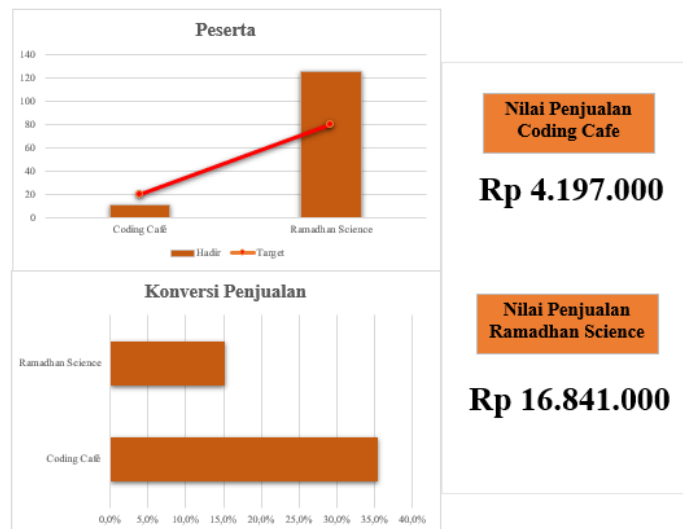 Peserta
140
120
100
80
60
40
20
0
Coding Café
Ramadhan Science
Hadir
Target
Konversi Penjualan
Ramadhan Science
Coding Café
0,0%
5,0%
10,0%
15,0%
20,0%
25,0%
30,0%
35,0%
40,0%
Nilai Penjualan
Coding Cafe
Rp 4.197.000
Nilai Penjualan
Ramadhan Science
Rp 16.841.000